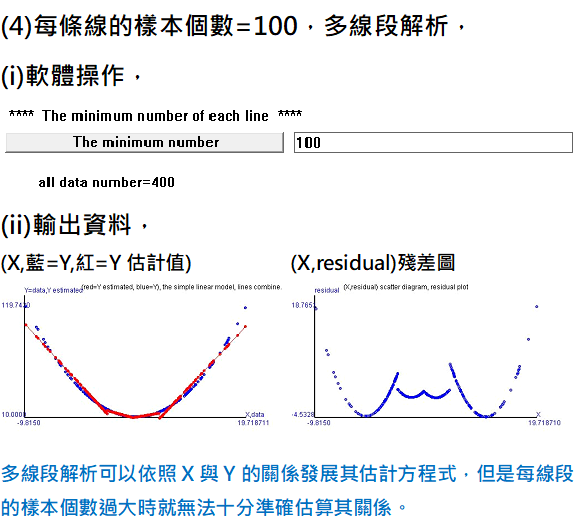 (4)每條線的樣本個數=100，多線段解析，
(i)軟體操作，
**** The minimum number of each line ****
The minimum number 100
all data number=400
(ii)輸出資料，
(X,藍=Y,紅=Y 估計值) (X,residual)殘差圖
Y=data,Y estimated (red=Y estimated, blue=Y), the simple linear model, lines combine.
residual (X,residual) scatter diagram, residual plot
119.7430
18.7653
10.0009
-4.5328
X,data
X
-9.8150 19.718711
-9.8150 19.718710
多線段解析可以依照 X 與 Y 的關係發展其估計方程式，但是每線段
的樣本個數過大時就無法十分準確估算其關係。